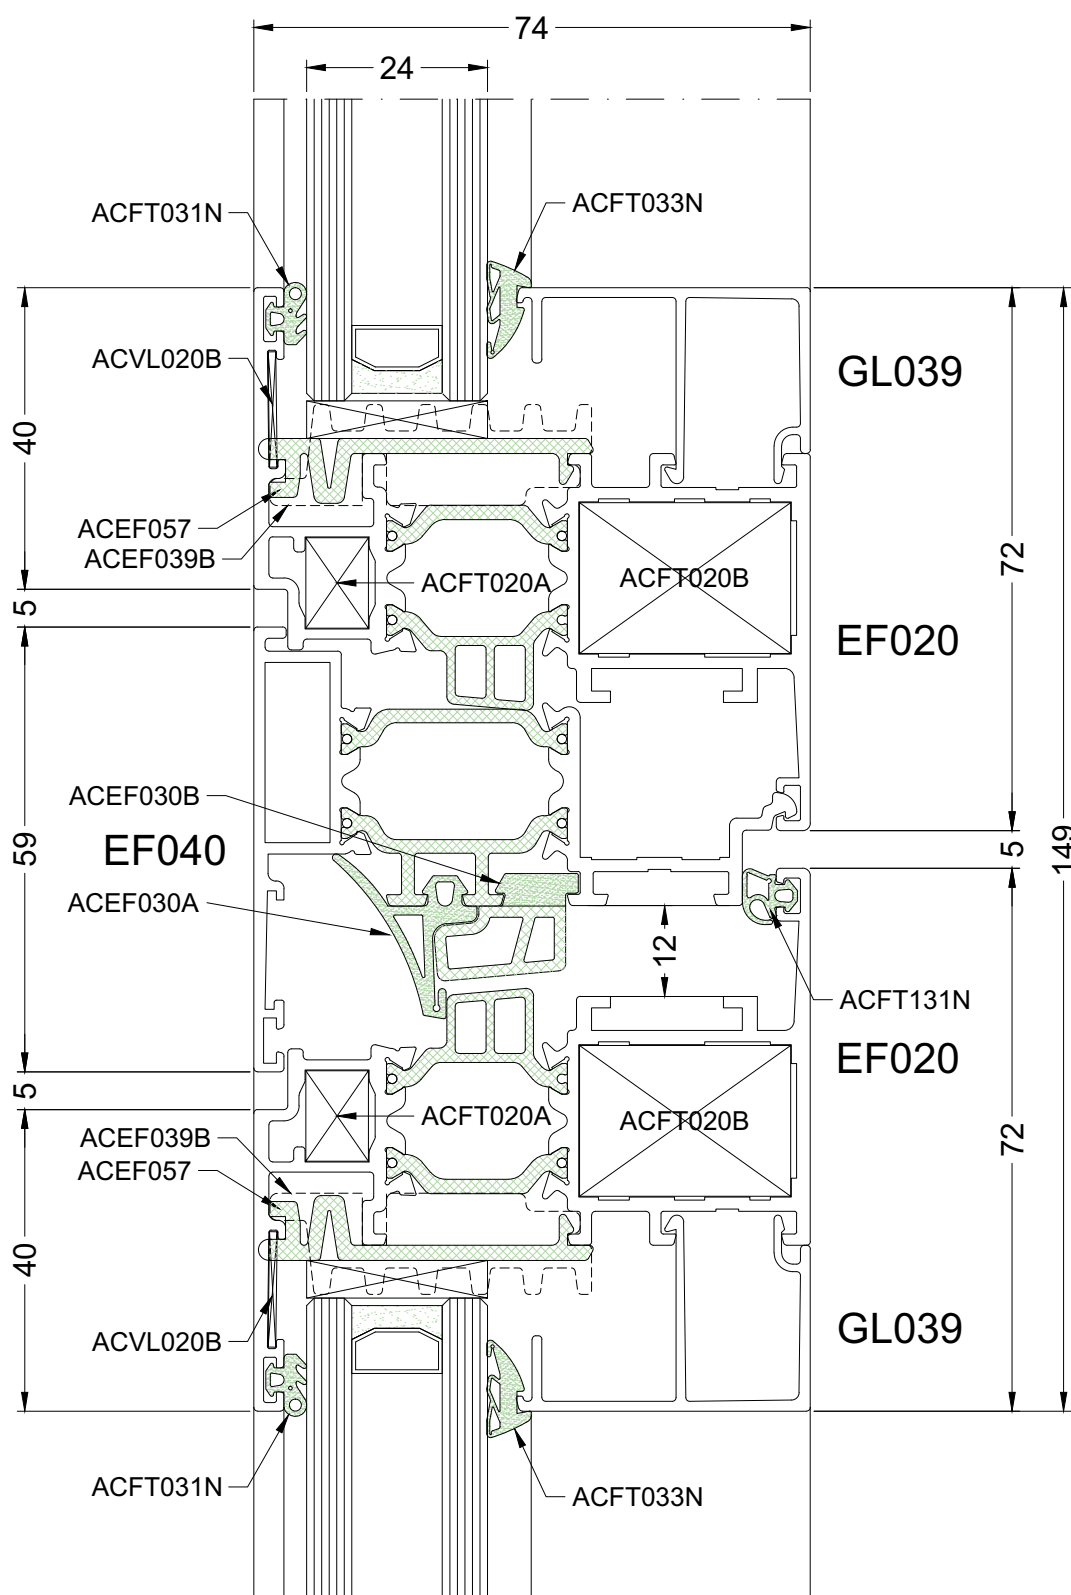 74
24
ACFT031N
ACFT033N
ACVL020B
GL039
40
ACEF057
ACEF039B
ACFT020A
ACFT020B
72
5
EF020
ACEF030B
59
EF040
5
149
ACEF030A
12
ACFT131N
EF020
5
ACFT020A
ACFT020B
ACEF039B
ACEF057
72
40
ACVL020B
GL039
ACFT031N
ACFT033N